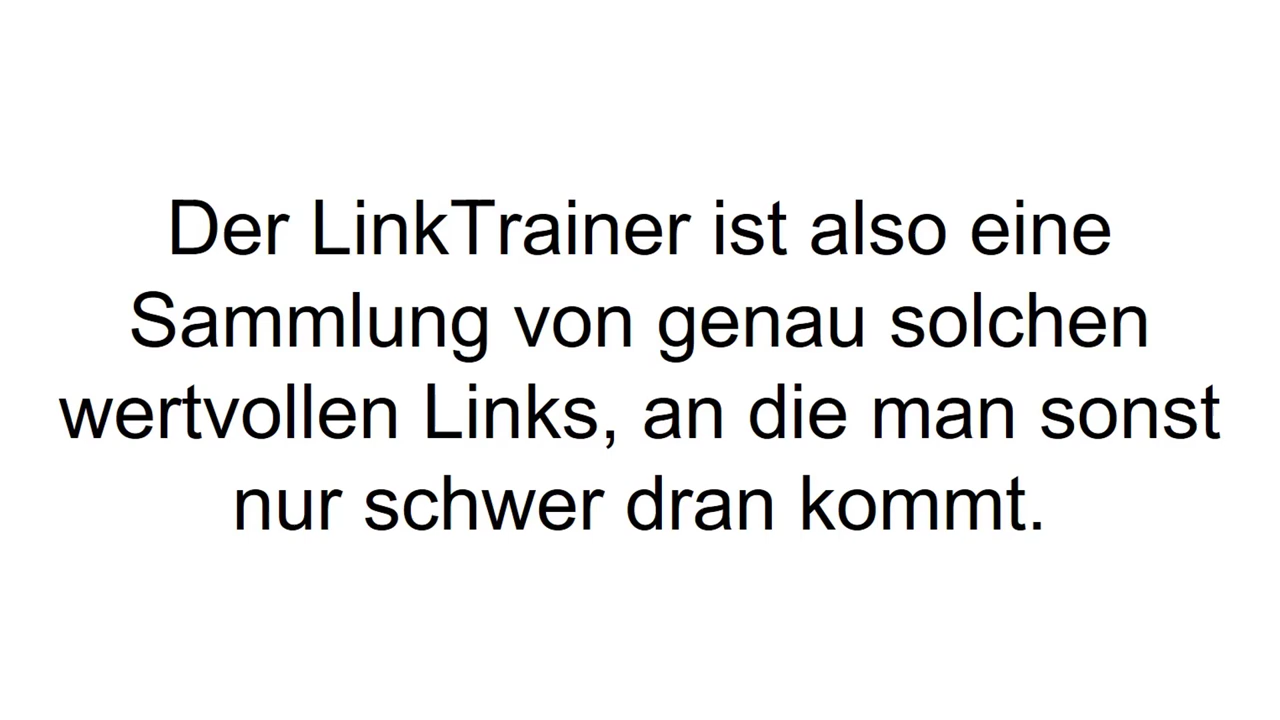 Der LinkTrainer ist also eine
Sammlung von genau solchen
wertvollen Links, an die man sonst
nur schwer dran kommt.